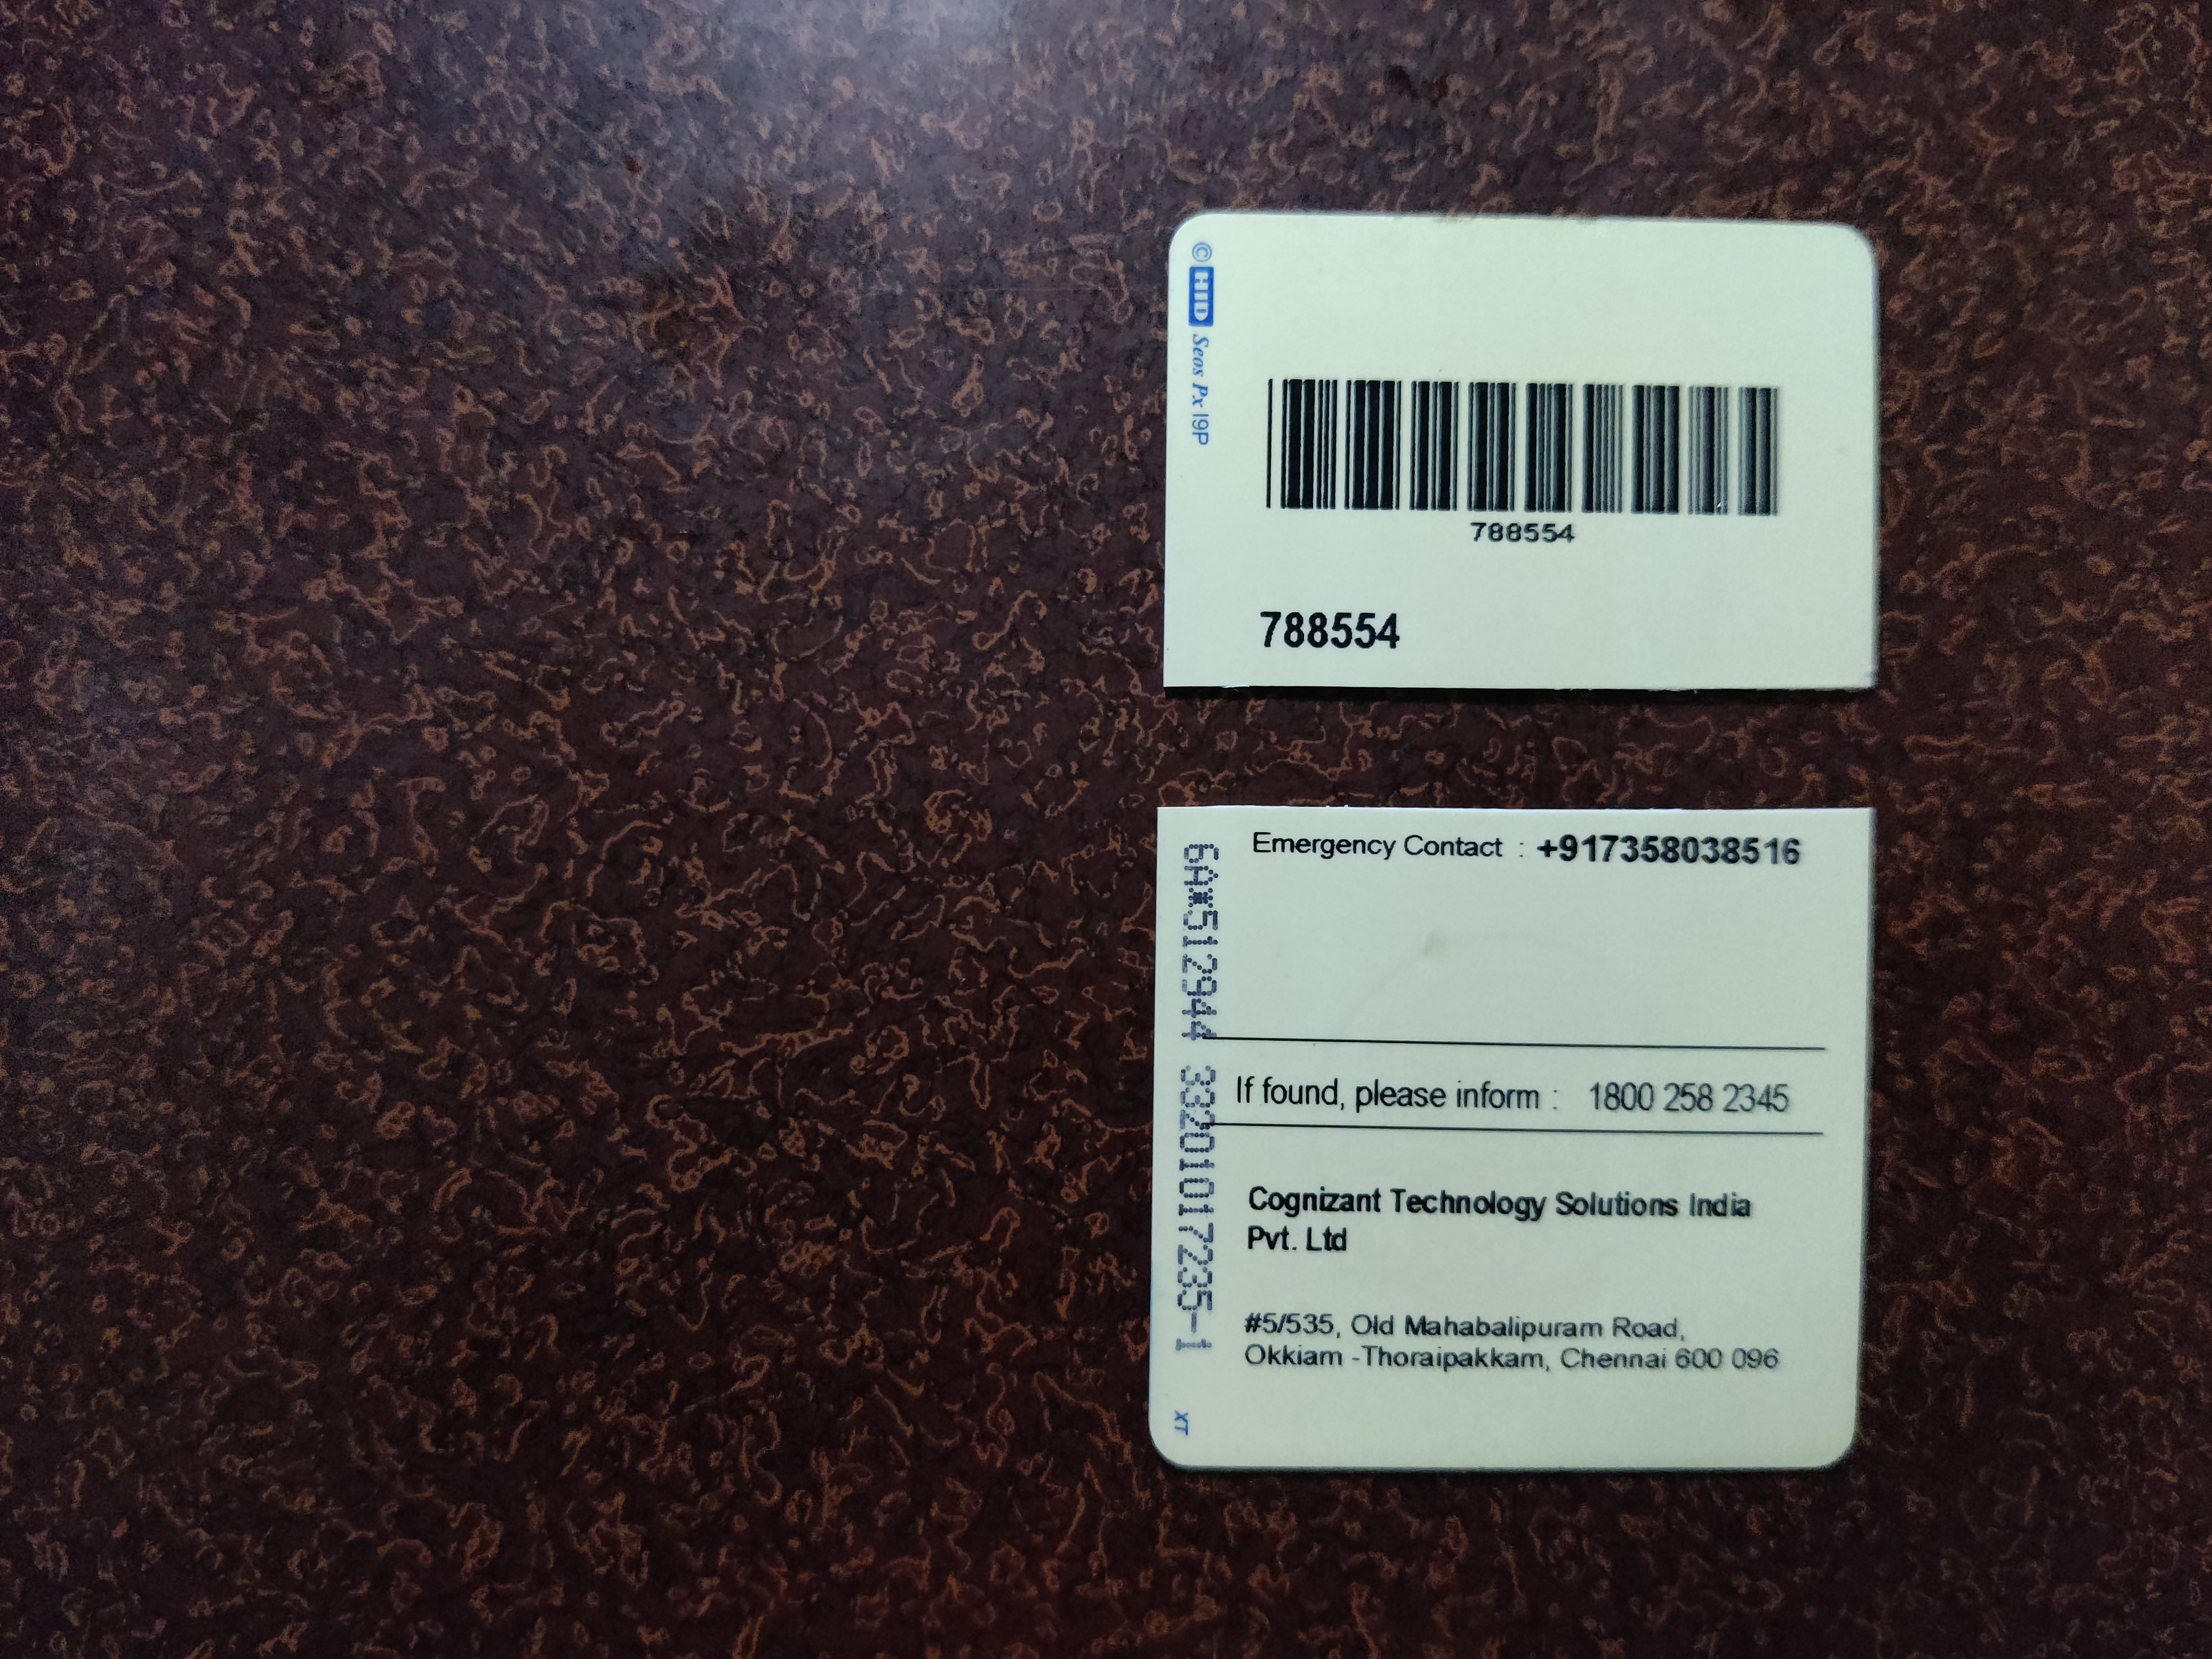 © HID Seos Px I9P
788554
788554
Emergency Contact : +917358038516
6A*512944 33201017235-1
If found, please inform : 1800 258 2345
Cognizant Technology Solutions India
Pvt. Ltd
#5/535, Old Mahabalipuram Road,
Okkiam -Thoraipakkam, Chennai 600 096
XT